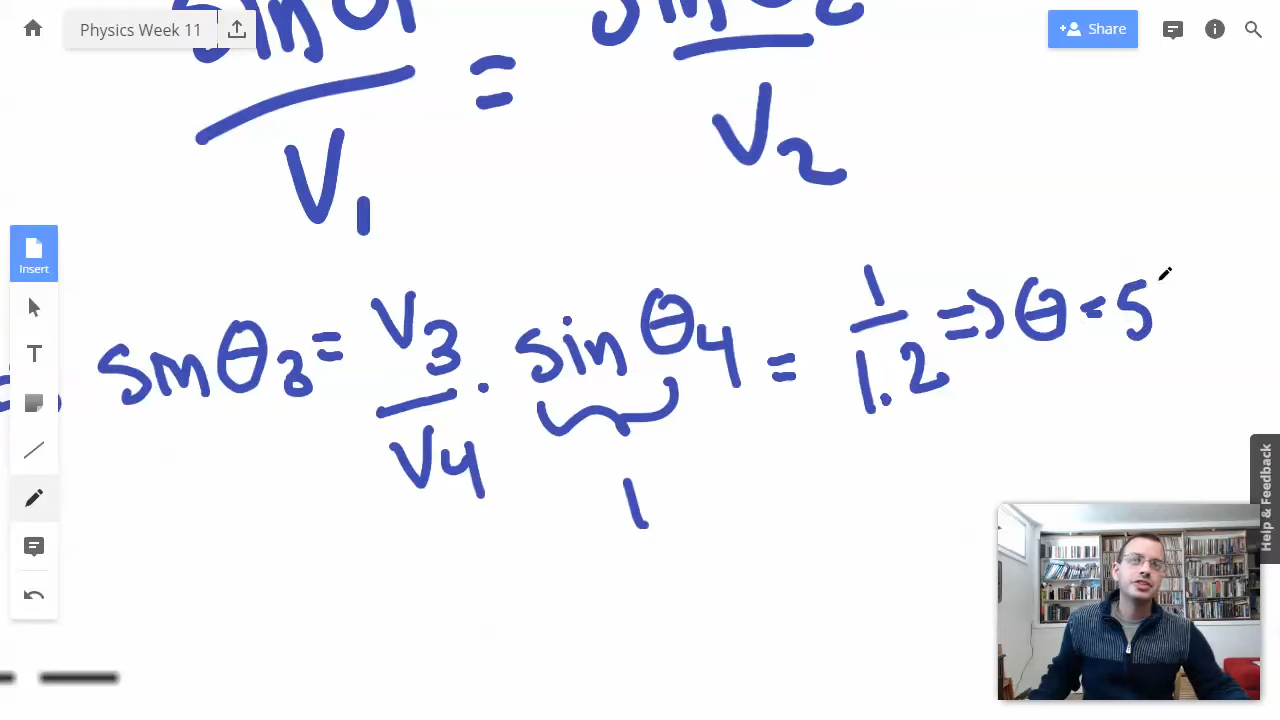 Physics Week 11
Share
sin θ1 / V1 = sin θ2 / V2
Insert
sin θ3 = V3 / V4 · sin θ4 = 1 / 1.2 => θ = 5
1
Help & Feedback